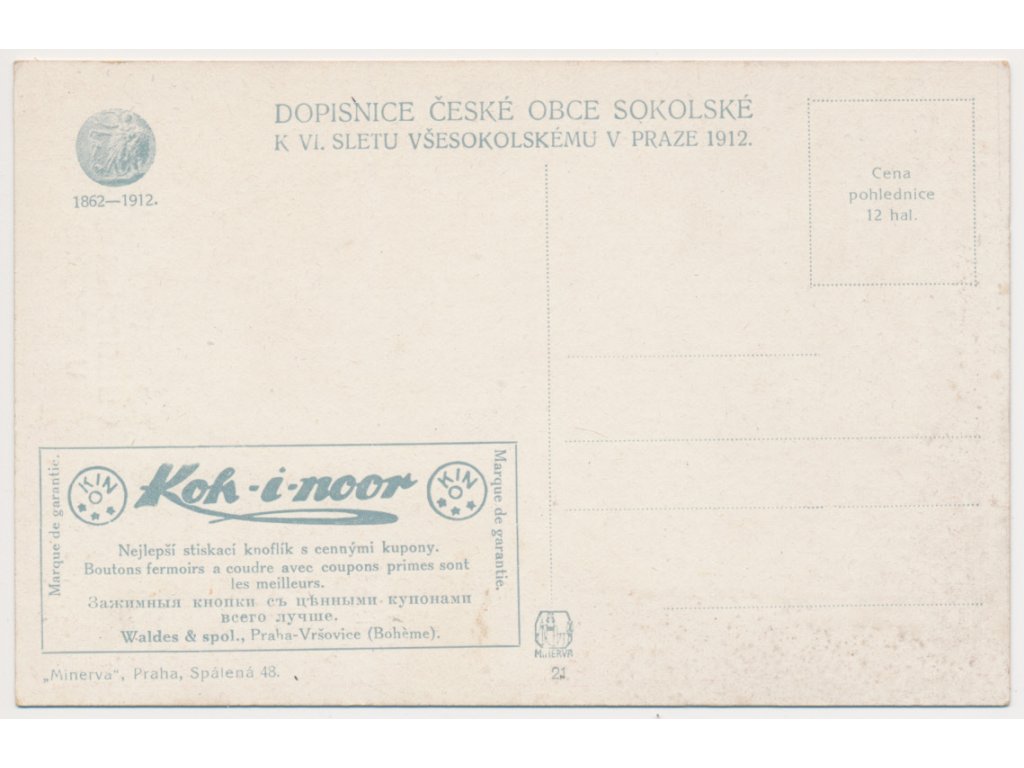 DOPISNICE ČESKÉ OBCE SOKOLSKÉ
K VI. SLETU VŠESOKOLSKÉMU V PRAZE 1912.
1862—1912.
Cena
pohlednice
12 hal.
Marque de garantie.
KIN
Koh-i-noor
KIN
Marque de garantie.
Nejlepší stiskací knoflík s cennými kupony.
Boutons fermoirs a coudre avec coupons primes sont
les meilleurs.
Зажимныя кнопки съ цѣнными купонами
всего лучше.
Waldes & spol., Praha-Vršovice (Bohème).
„Minerva", Praha, Spálená 48.
MINERVA
21